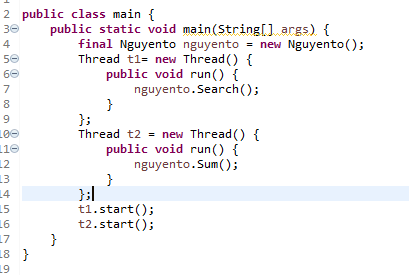 2 public class main {
3 public static void main(String[] args) {
4 final Nguyento nguyento = new Nguyento();
5 Thread t1= new Thread() {
6 public void run() {
7 nguyento.Search();
8 }
9 };
10 Thread t2 = new Thread() {
11 public void run() {
12 nguyento.Sum();
13 }
14 };
15 t1.start();
16 t2.start();
17 }
18 }
19